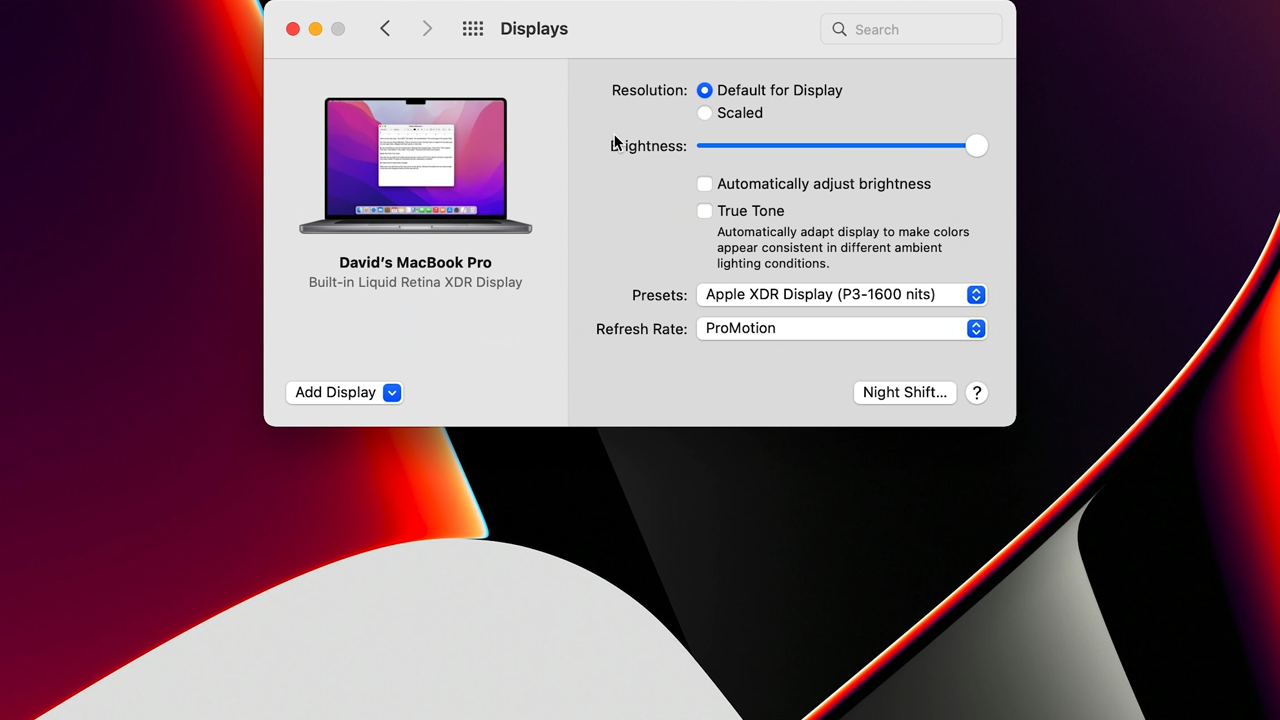 Displays
Search
Resolution: Default for Display
Scaled
Brightness:
Automatically adjust brightness
True Tone
Automatically adapt display to make colors
appear consistent in different ambient
lighting conditions.
David's MacBook Pro
Built-in Liquid Retina XDR Display
Presets: Apple XDR Display (P3-1600 nits)
Refresh Rate: ProMotion
Add Display
Night Shift...
?